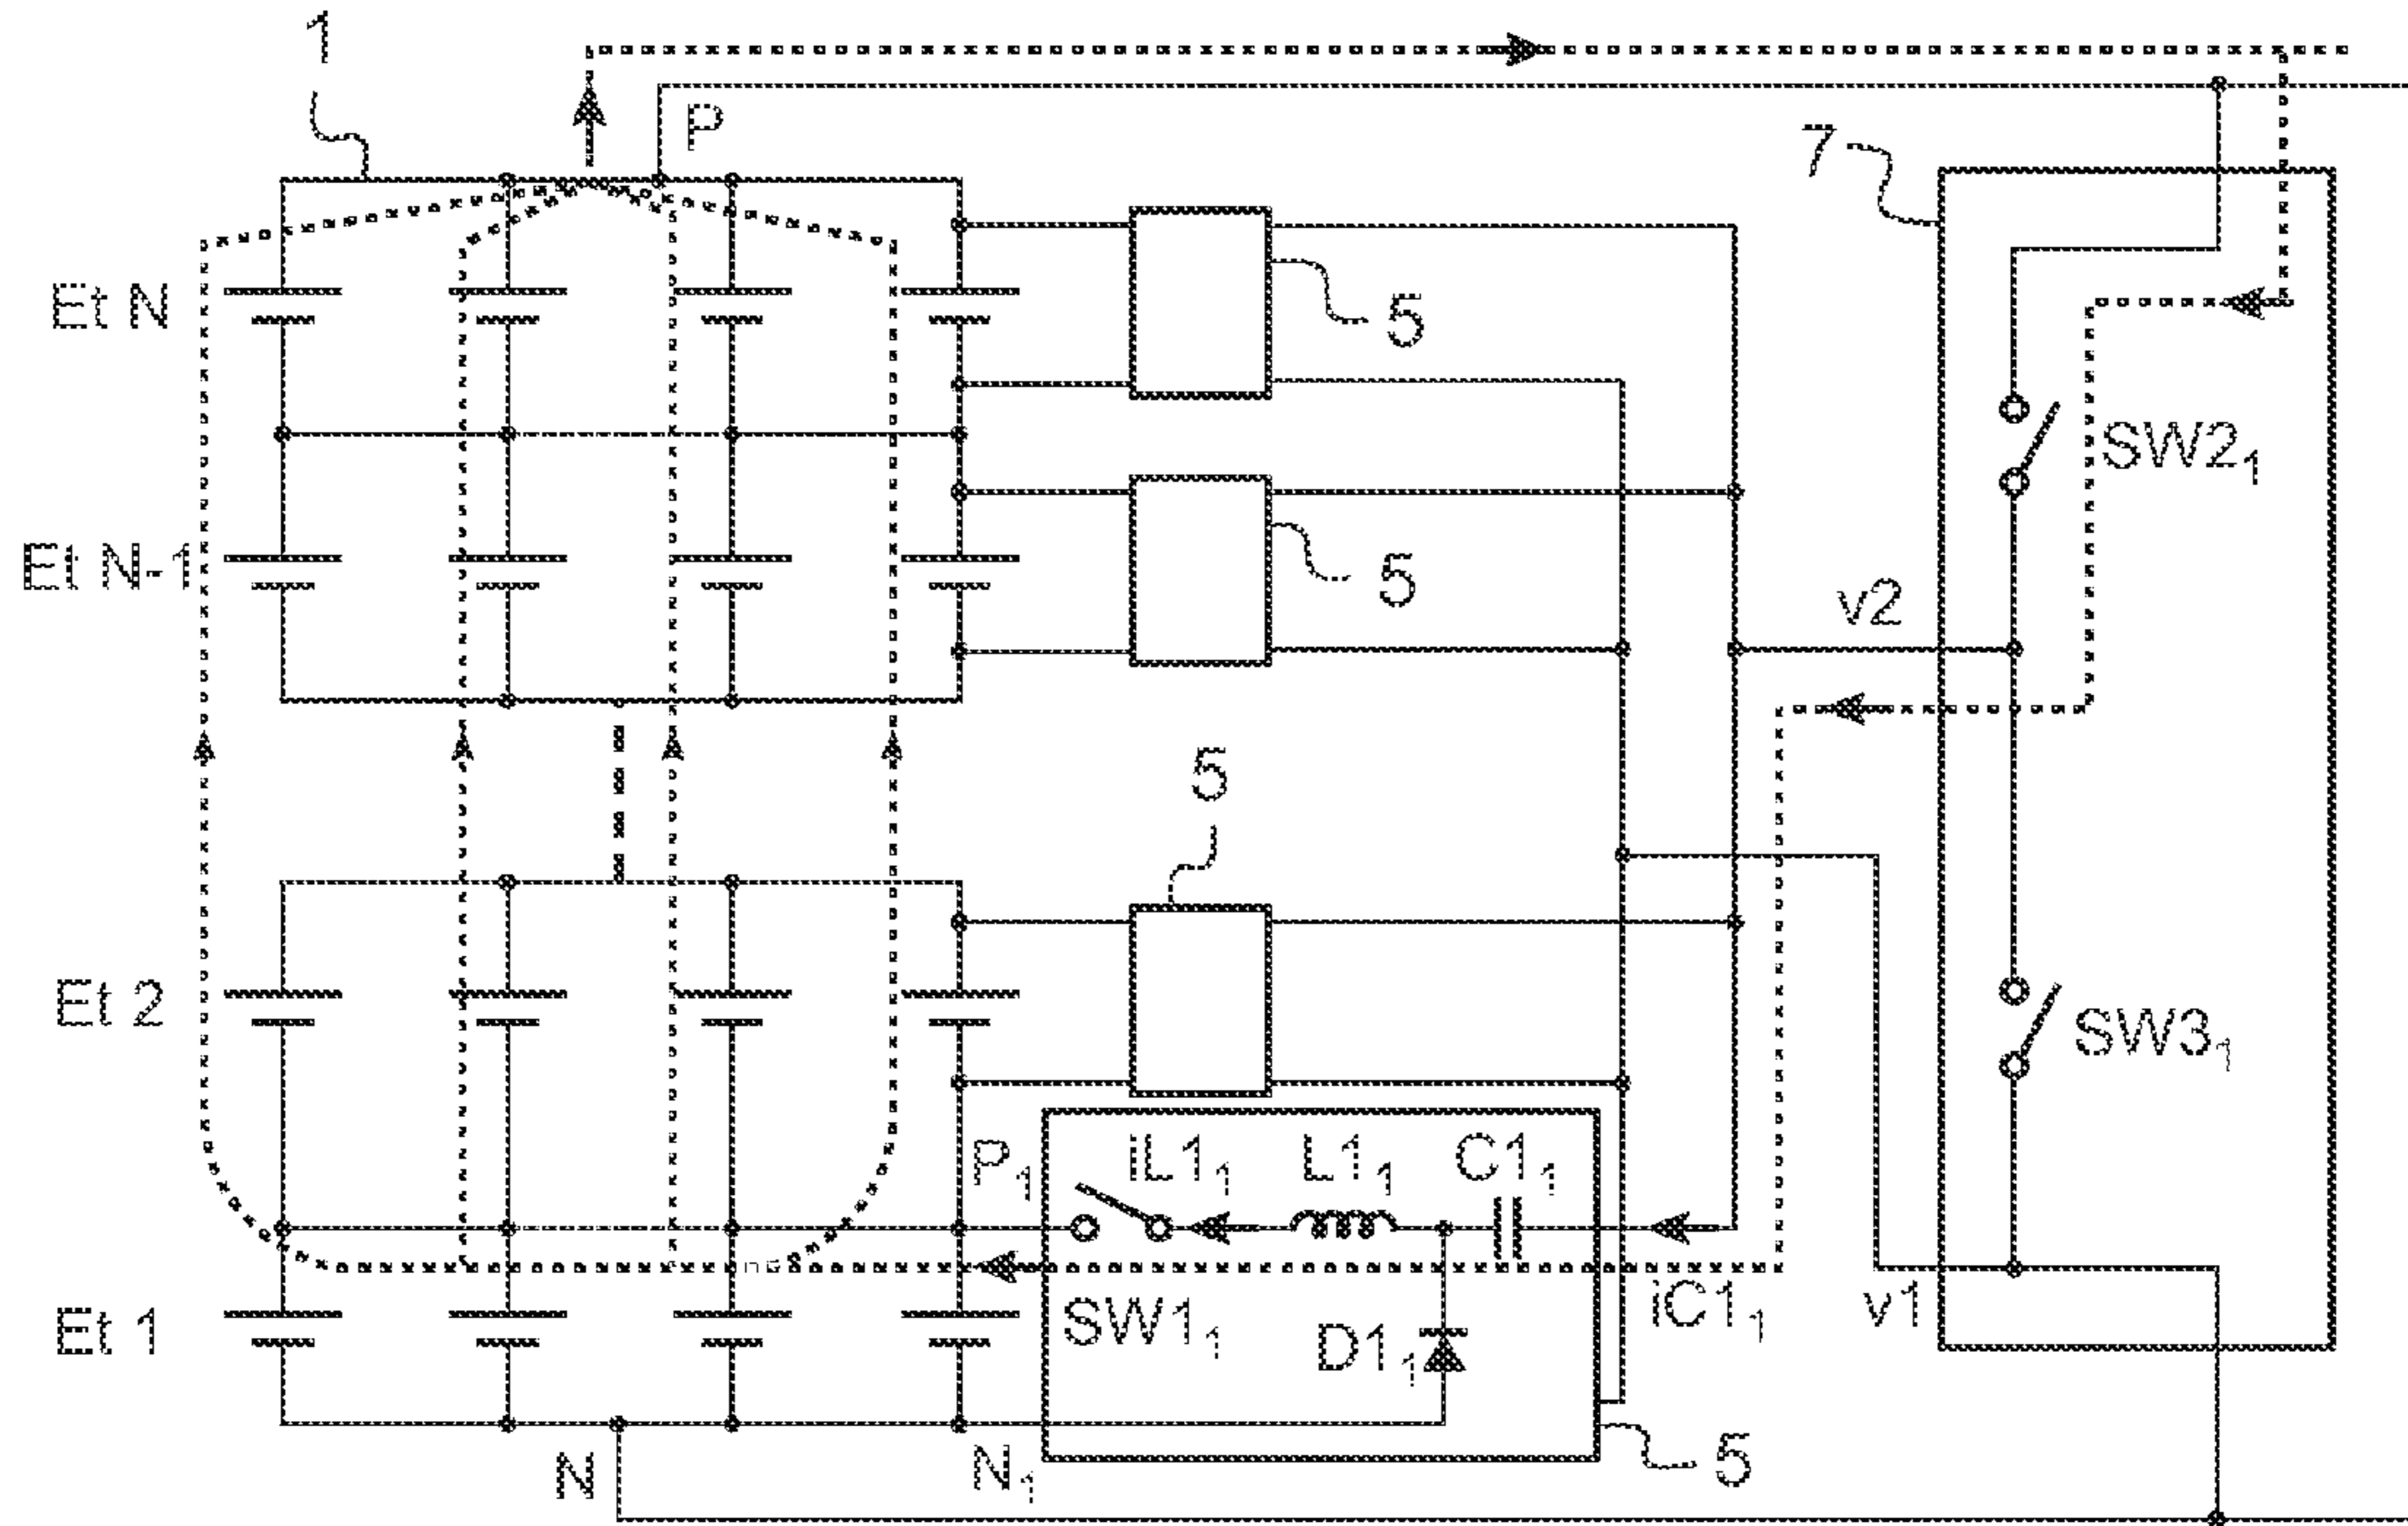 1
P
7
Et N
5
SW2₁
Et N-1
5
v2
5
Et 2
SW3₁
P₁
iL1₁
L1₁
C1₁
Et 1
SW1₁
D1₁
iC1₁
v1
N
N₁
5